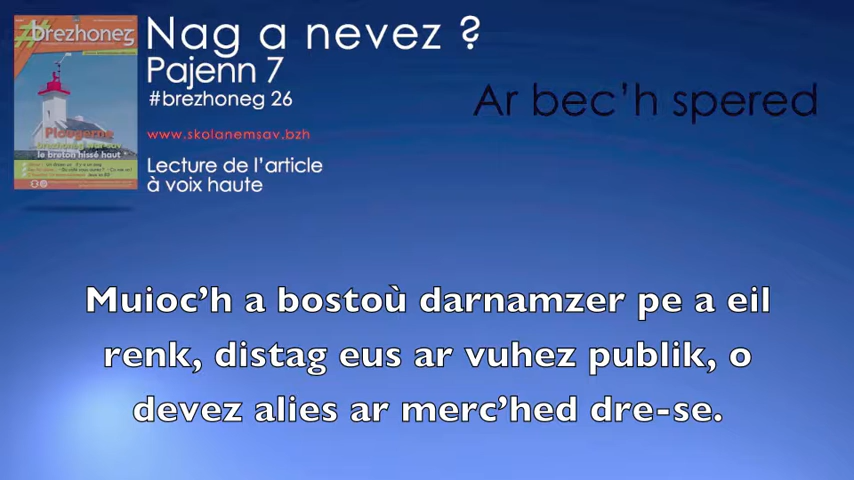 #brezhoneg
Nag a nevez ?
Pajenn 7
#brezhoneg 26
Ar bec'h spered
www.skolanemsav.bzh
Plougerne
le breton hissé haut
Lecture de l'article
à voix haute
Muioc'h a bostoù darnamzer pe a eil
renk, distag eus ar vuhez publik, o
devez alies ar merc'hed dre-se.